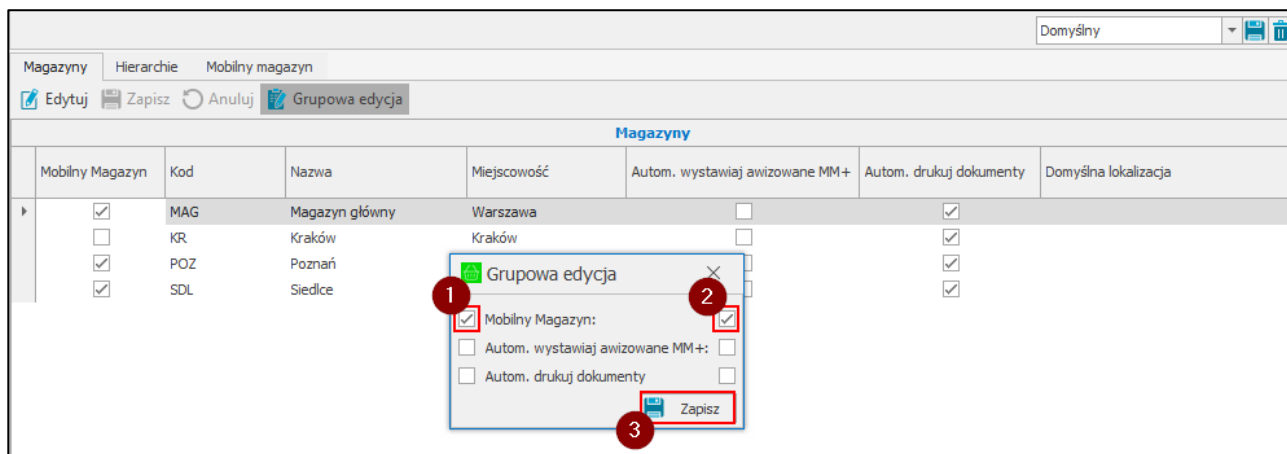 Domyślny
Magazyny Hierarchie Mobilny magazyn
Edytuj Zapisz Anuluj Grupowa edycja
Magazyny
Mobilny Magazyn Kod Nazwa Miejscowość Autom. wystawiaj awizowane MM+ Autom. drukuj dokumenty Domyślna lokalizacja
MAG Magazyn główny Warszawa
KR Kraków Kraków
POZ Poznań
SDL Siedlce
Grupowa edycja
1 2
Mobilny Magazyn:
Autom. wystawiaj awizowane MM+:
Autom. drukuj dokumenty
Zapisz
3